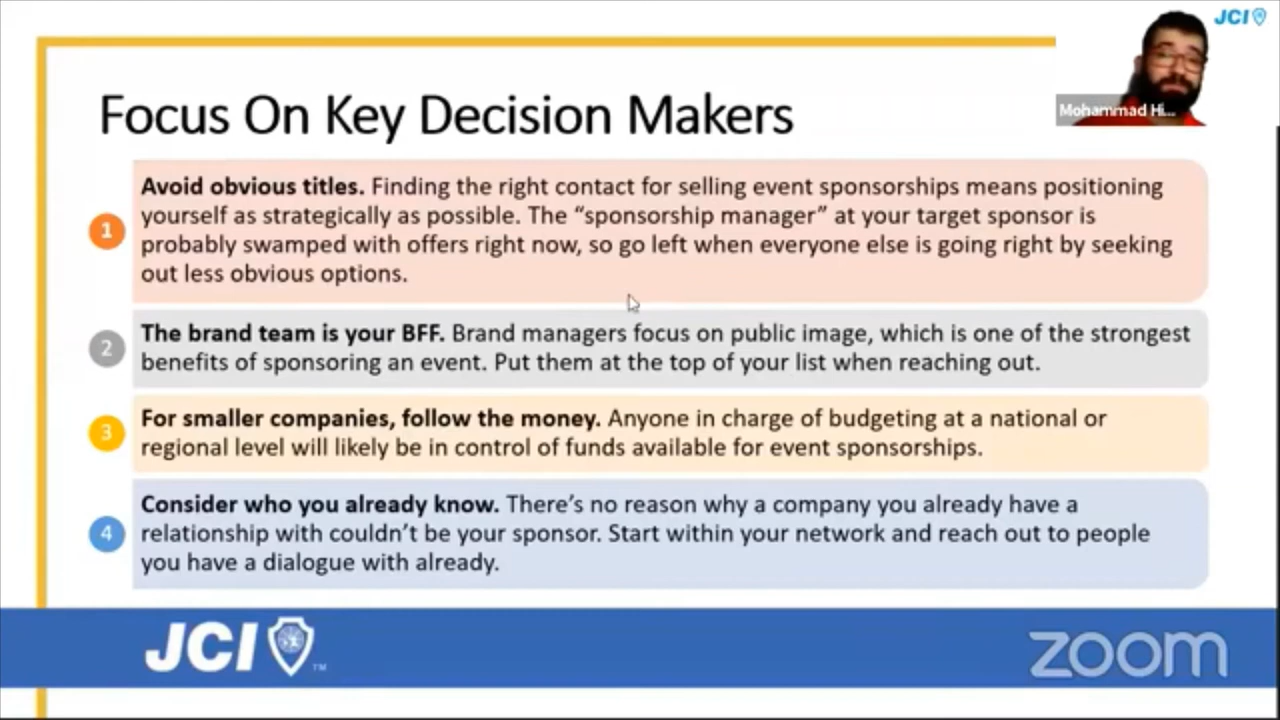 JCI
Mohammad Hi...
Focus On Key Decision Makers
1
Avoid obvious titles. Finding the right contact for selling event sponsorships means positioning
yourself as strategically as possible. The “sponsorship manager” at your target sponsor is
probably swamped with offers right now, so go left when everyone else is going right by seeking
out less obvious options.
2
The brand team is your BFF. Brand managers focus on public image, which is one of the strongest
benefits of sponsoring an event. Put them at the top of your list when reaching out.
3
For smaller companies, follow the money. Anyone in charge of budgeting at a national or
regional level will likely be in control of funds available for event sponsorships.
4
Consider who you already know. There’s no reason why a company you already have a
relationship with couldn’t be your sponsor. Start within your network and reach out to people
you have a dialogue with already.
JCI ™
zoom